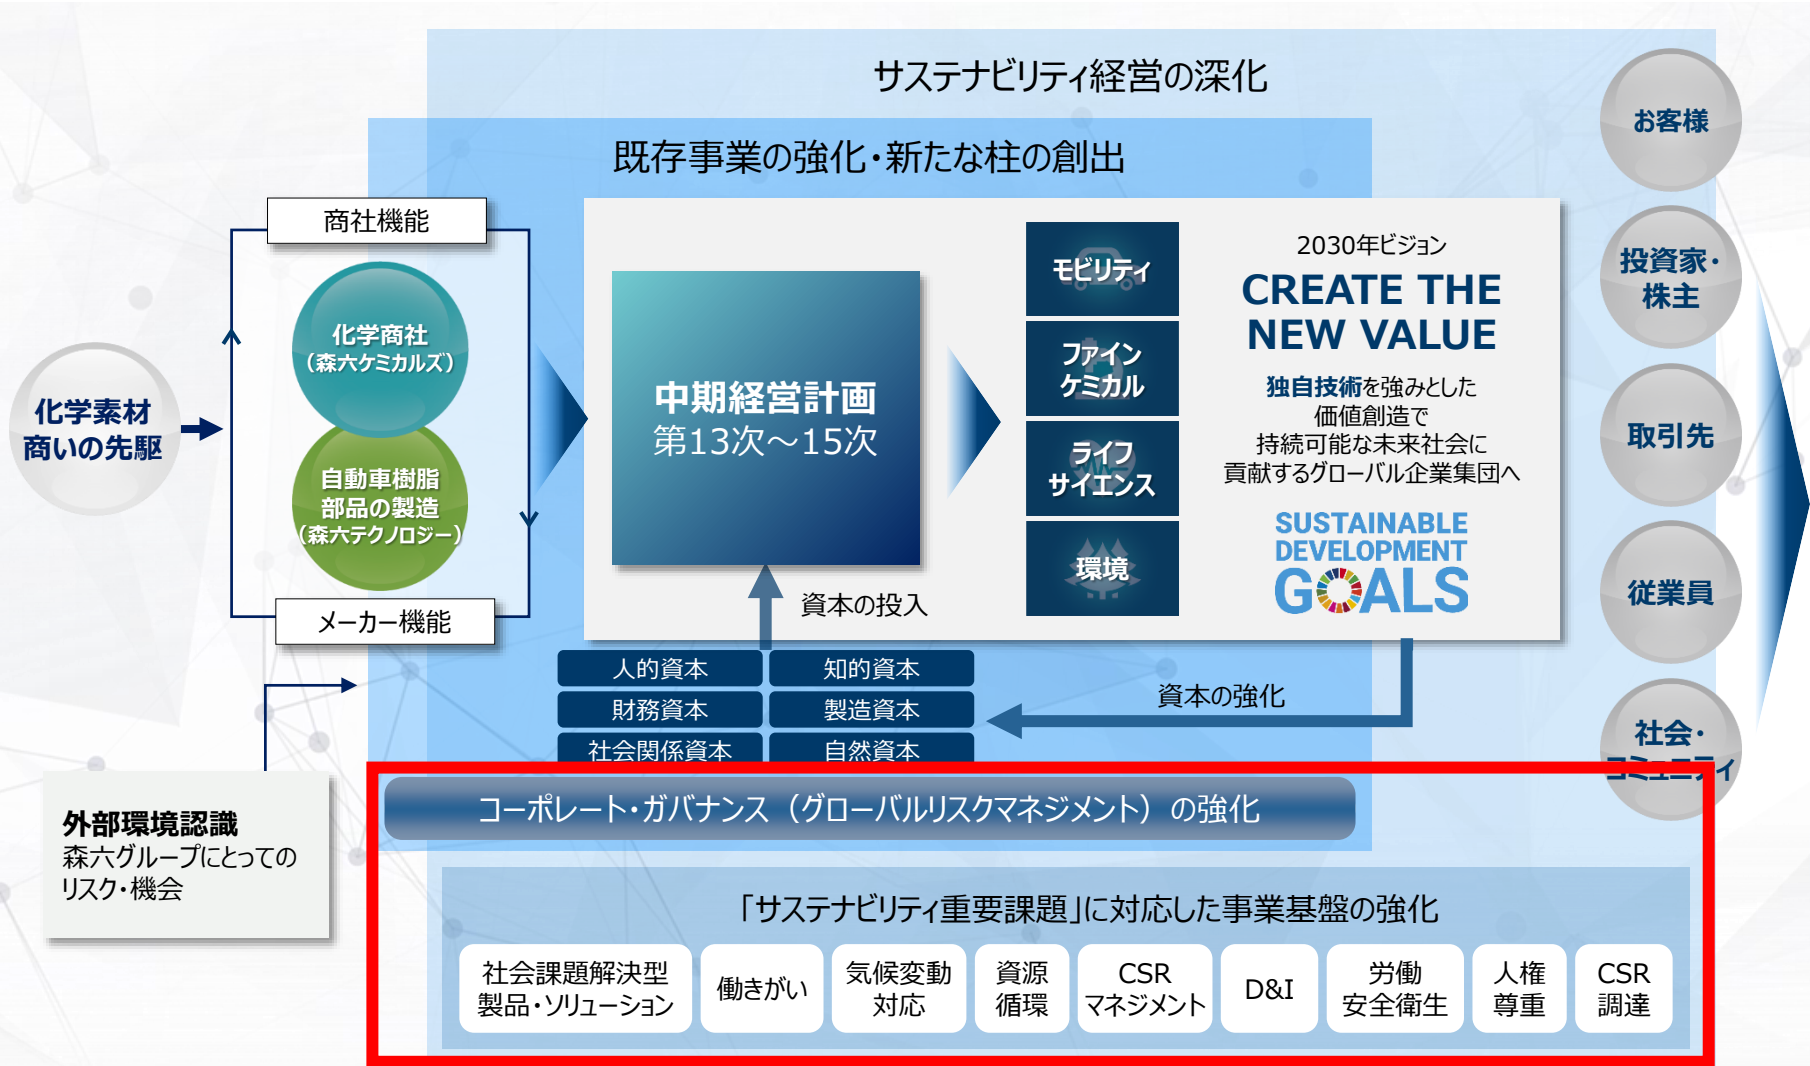 サステナビリティ経営の深化
既存事業の強化・新たな柱の創出
商社機能
化学商社
（森六ケミカルズ）
自動車樹脂
部品の製造
（森六テクノロジー）
メーカー機能
化学素材
商いの先駆
外部環境認識
森六グループにとっての
リスク・機会
中期経営計画
第13次～15次
モビリティ
ファイン
ケミカル
ライフ
サイエンス
環境
2030年ビジョン
CREATE THE
NEW VALUE
独自技術を強みとした
価値創造で
持続可能な未来社会に
貢献するグローバル企業集団へ
SUSTAINABLE
DEVELOPMENT
GOALS
資本の投入
人的資本
知的資本
財務資本
製造資本
社会関係資本
自然資本
資本の強化
お客様
投資家・
株主
取引先
従業員
社会・
コミュニティ
コーポレート・ガバナンス（グローバルリスクマネジメント）の強化
「サステナビリティ重要課題」に対応した事業基盤の強化
社会課題解決型
製品・ソリューション
働きがい
気候変動
対応
資源
循環
CSR
マネジメント
D&I
労働
安全衛生
人権
尊重
CSR
調達